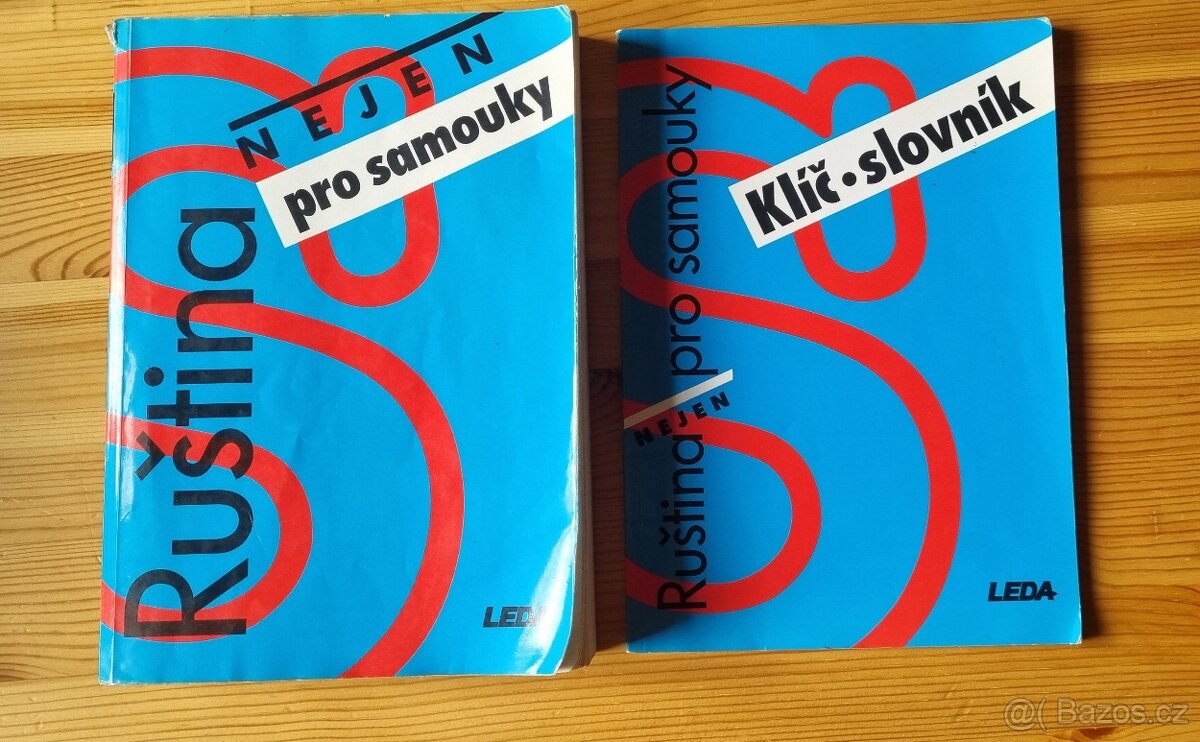 NEJEN
pro samouky
Ruština
LEDA
Klíč • slovník
Ruština pro samouky
NEJEN
LEDA
@( Bazos.cz